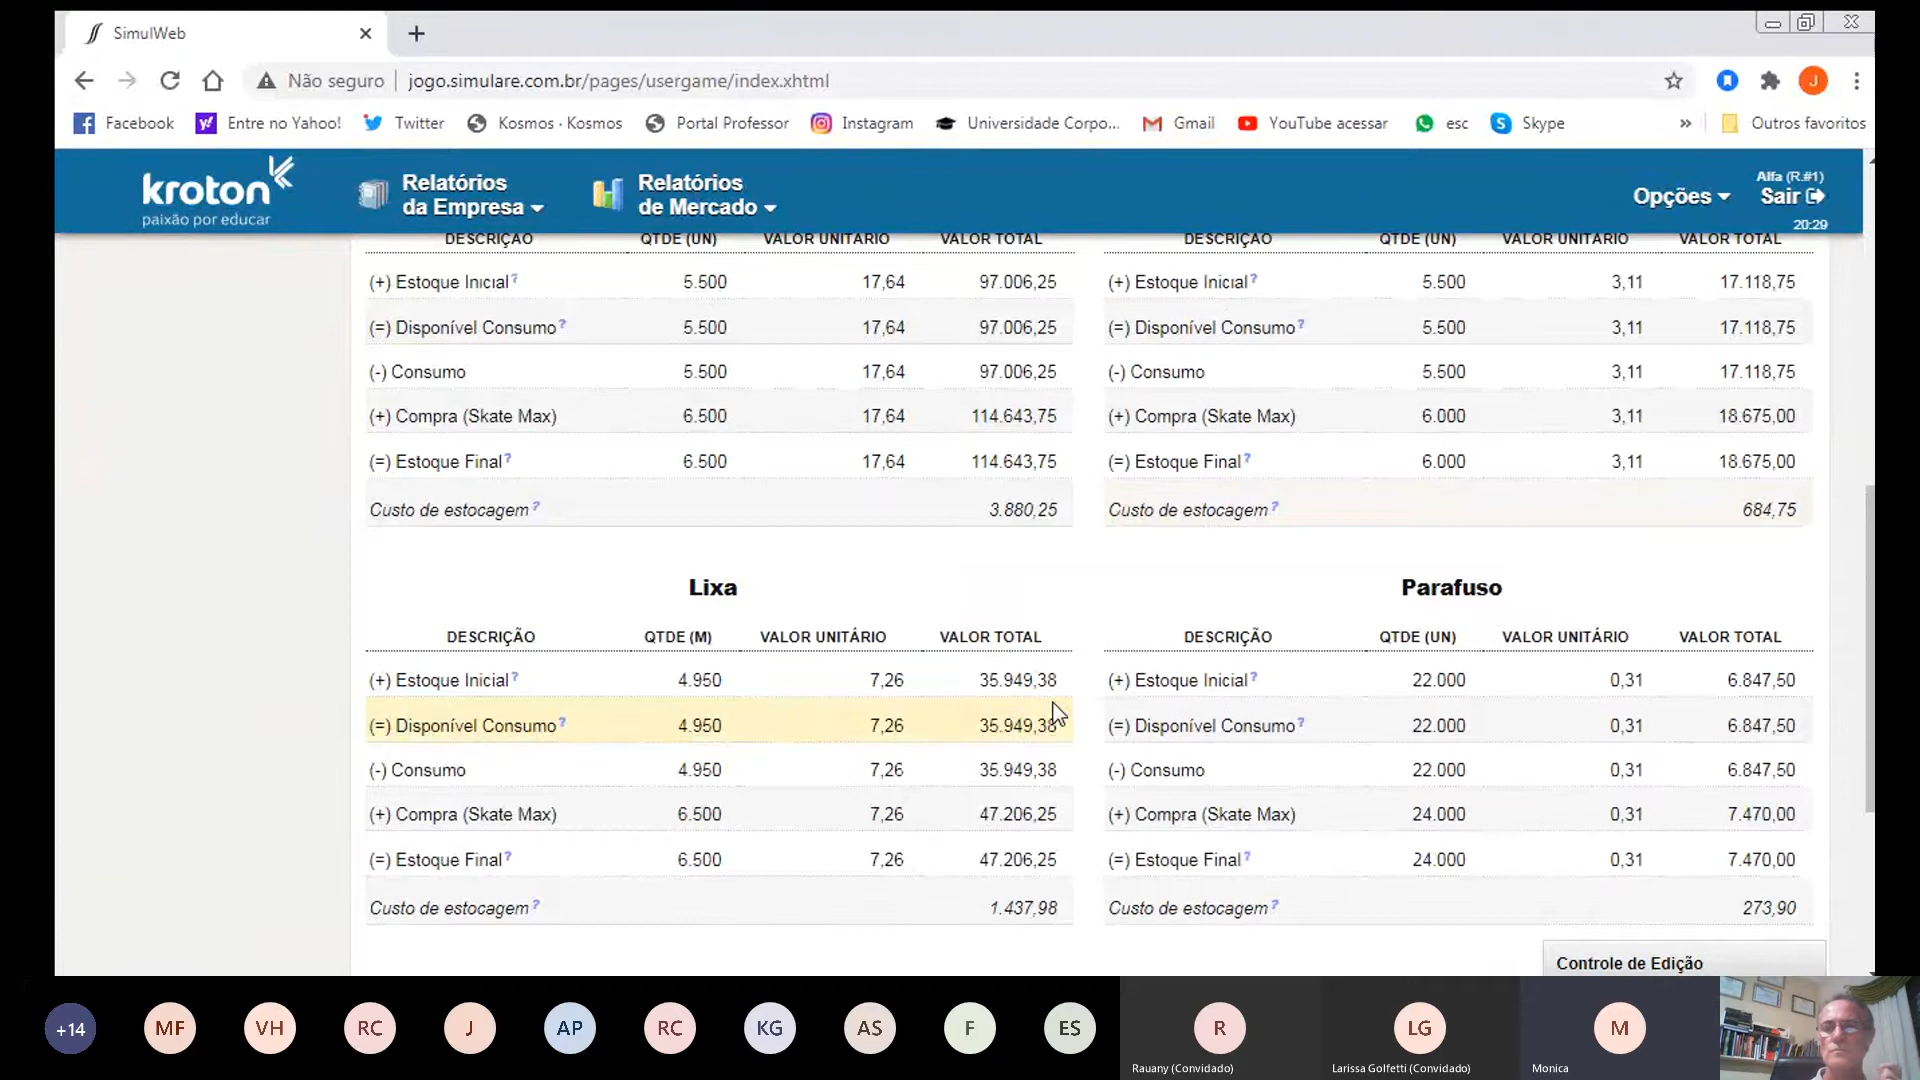 SimulWeb
Não seguro jogo.simulare.com.br/pages/usergame/index.xhtml
J
Facebook Entre no Yahoo! Twitter Kosmos · Kosmos Portal Professor Instagram Universidade Corpo... Gmail YouTube acessar esc Skype » Outros favoritos
kroton
paixão por educar
Relatórios
da Empresa
Relatórios
de Mercado
Opções
Alfa (R.#1)
Sair
20:29
DESCRIÇÃO QTDE (UN) VALOR UNITÁRIO VALOR TOTAL
(+) Estoque Inicial? 5.500 17,64 97.006,25
(=) Disponível Consumo? 5.500 17,64 97.006,25
(-) Consumo 5.500 17,64 97.006,25
(+) Compra (Skate Max) 6.500 17,64 114.643,75
(=) Estoque Final? 6.500 17,64 114.643,75
Custo de estocagem? 3.880,25
DESCRIÇÃO QTDE (UN) VALOR UNITÁRIO VALOR TOTAL
(+) Estoque Inicial? 5.500 3,11 17.118,75
(=) Disponível Consumo? 5.500 3,11 17.118,75
(-) Consumo 5.500 3,11 17.118,75
(+) Compra (Skate Max) 6.000 3,11 18.675,00
(=) Estoque Final? 6.000 3,11 18.675,00
Custo de estocagem? 684,75
Lixa
DESCRIÇÃO QTDE (M) VALOR UNITÁRIO VALOR TOTAL
(+) Estoque Inicial? 4.950 7,26 35.949,38
(=) Disponível Consumo? 4.950 7,26 35.949,38
(-) Consumo 4.950 7,26 35.949,38
(+) Compra (Skate Max) 6.500 7,26 47.206,25
(=) Estoque Final? 6.500 7,26 47.206,25
Custo de estocagem? 1.437,98
Parafuso
DESCRIÇÃO QTDE (UN) VALOR UNITÁRIO VALOR TOTAL
(+) Estoque Inicial? 22.000 0,31 6.847,50
(=) Disponível Consumo? 22.000 0,31 6.847,50
(-) Consumo 22.000 0,31 6.847,50
(+) Compra (Skate Max) 24.000 0,31 7.470,00
(=) Estoque Final? 24.000 0,31 7.470,00
Custo de estocagem? 273,90
Controle de Edição
+14 MF VH RC J AP RC KG AS F ES R LG M
Rauany (Convidado) Larissa Golfetti (Convidado) Monica